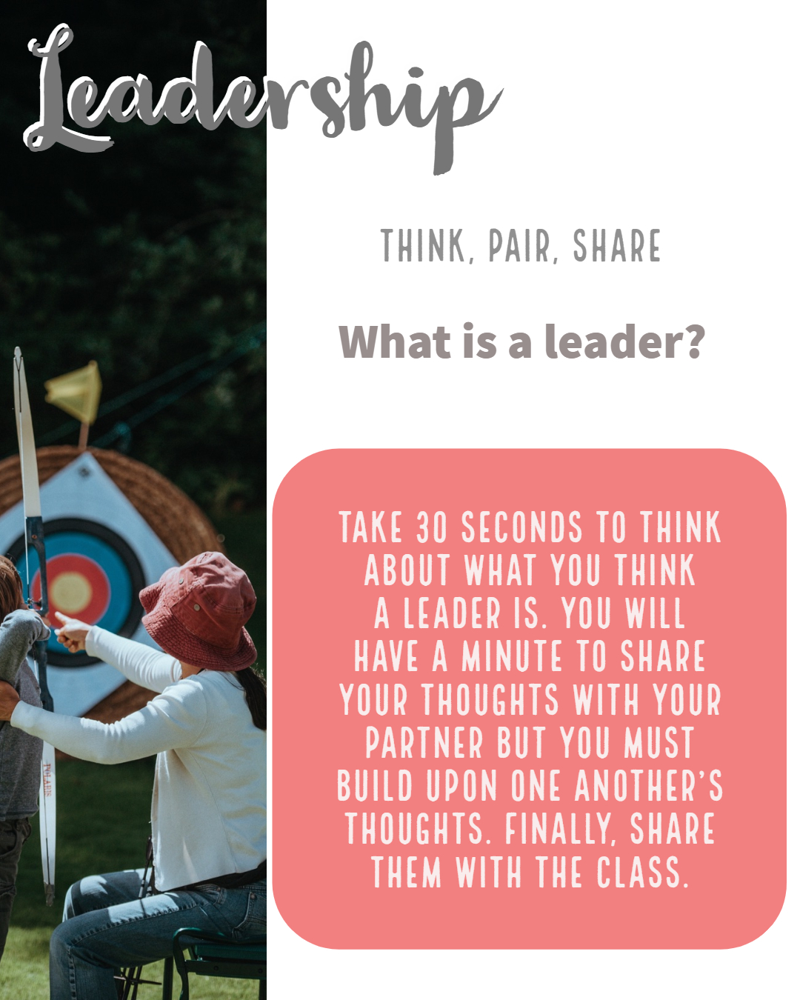 Leadership
THINK, PAIR, SHARE
What is a leader?
TAKE 30 SECONDS TO THINK
ABOUT WHAT YOU THINK
A LEADER IS. YOU WILL
HAVE A MINUTE TO SHARE
YOUR THOUGHTS WITH YOUR
PARTNER BUT YOU MUST
BUILD UPON ONE ANOTHER'S
THOUGHTS. FINALLY, SHARE
THEM WITH THE CLASS.
POLARIS